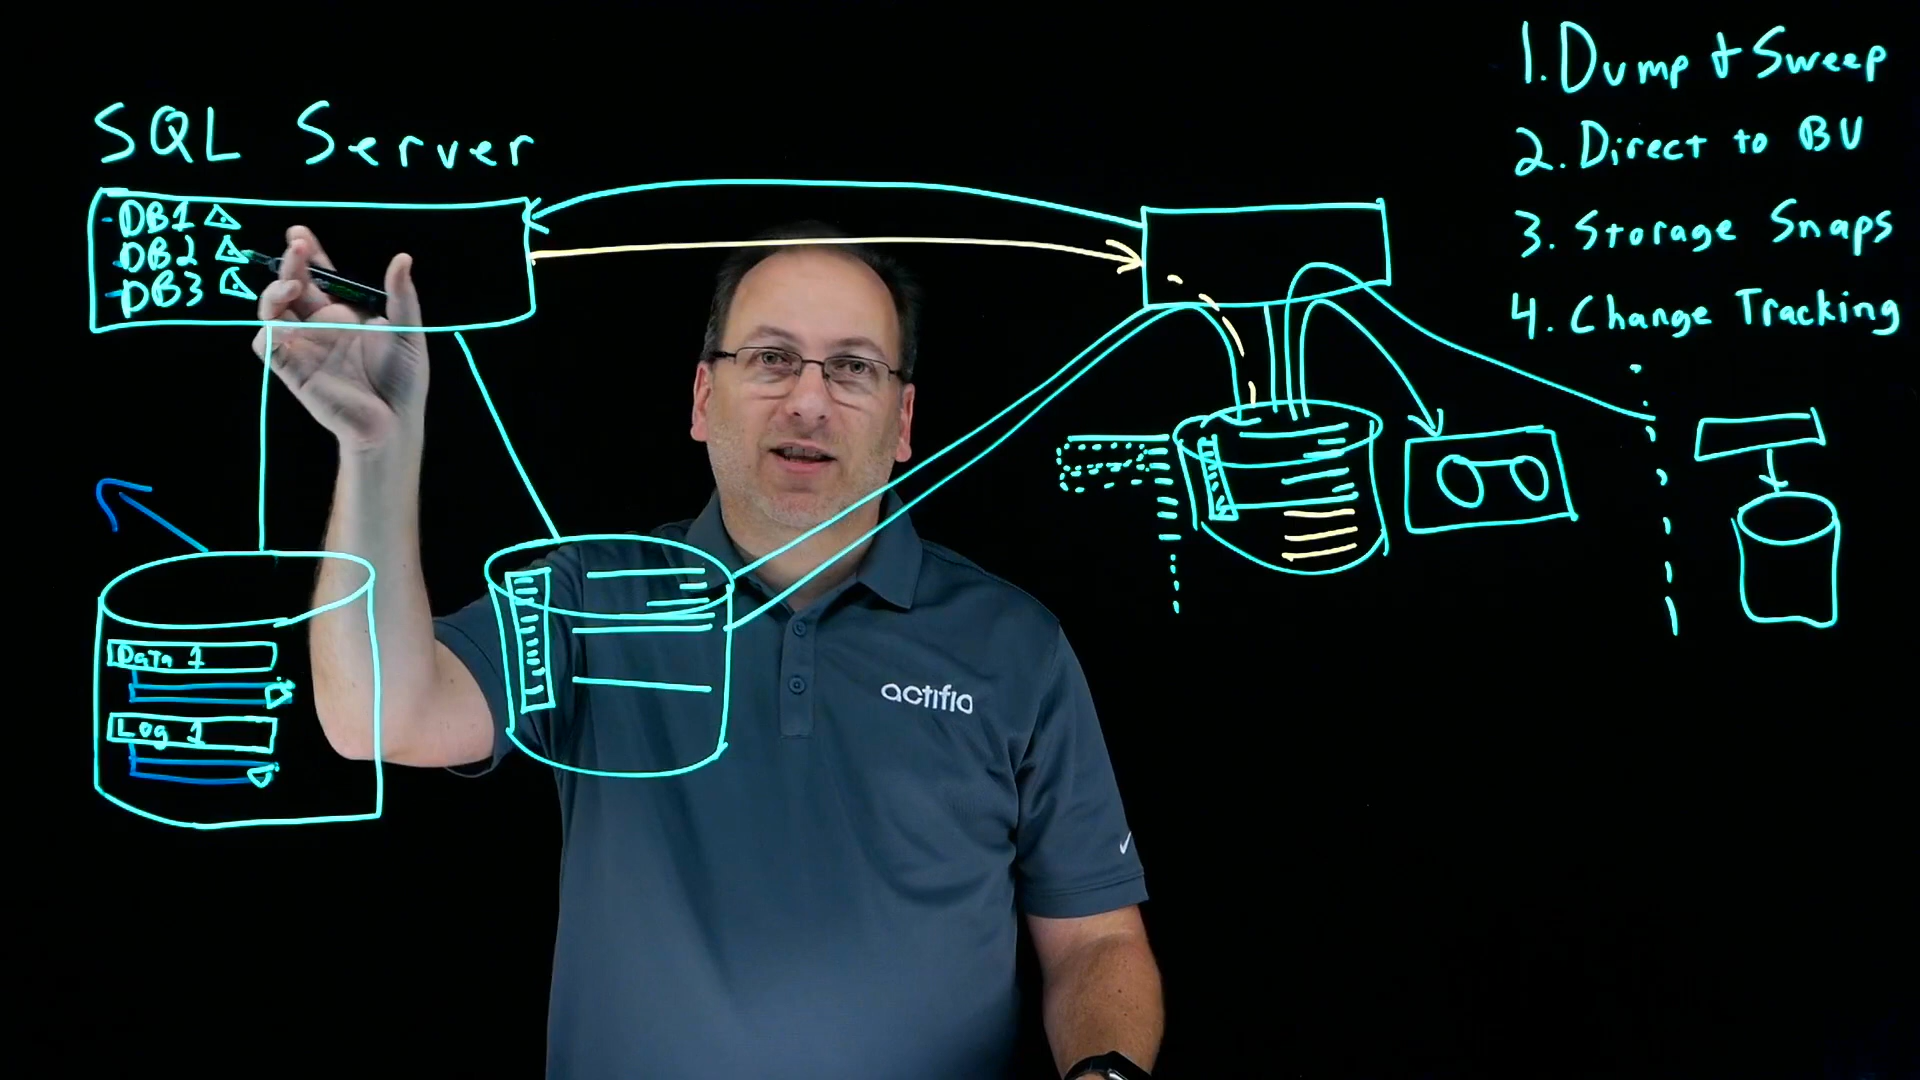 SQL Server
- DB1
- DB2
- DB3
Data 1
Log 1
1. Dump + Sweep
2. Direct to BU
3. Storage Snaps
4. Change Tracking
actifio